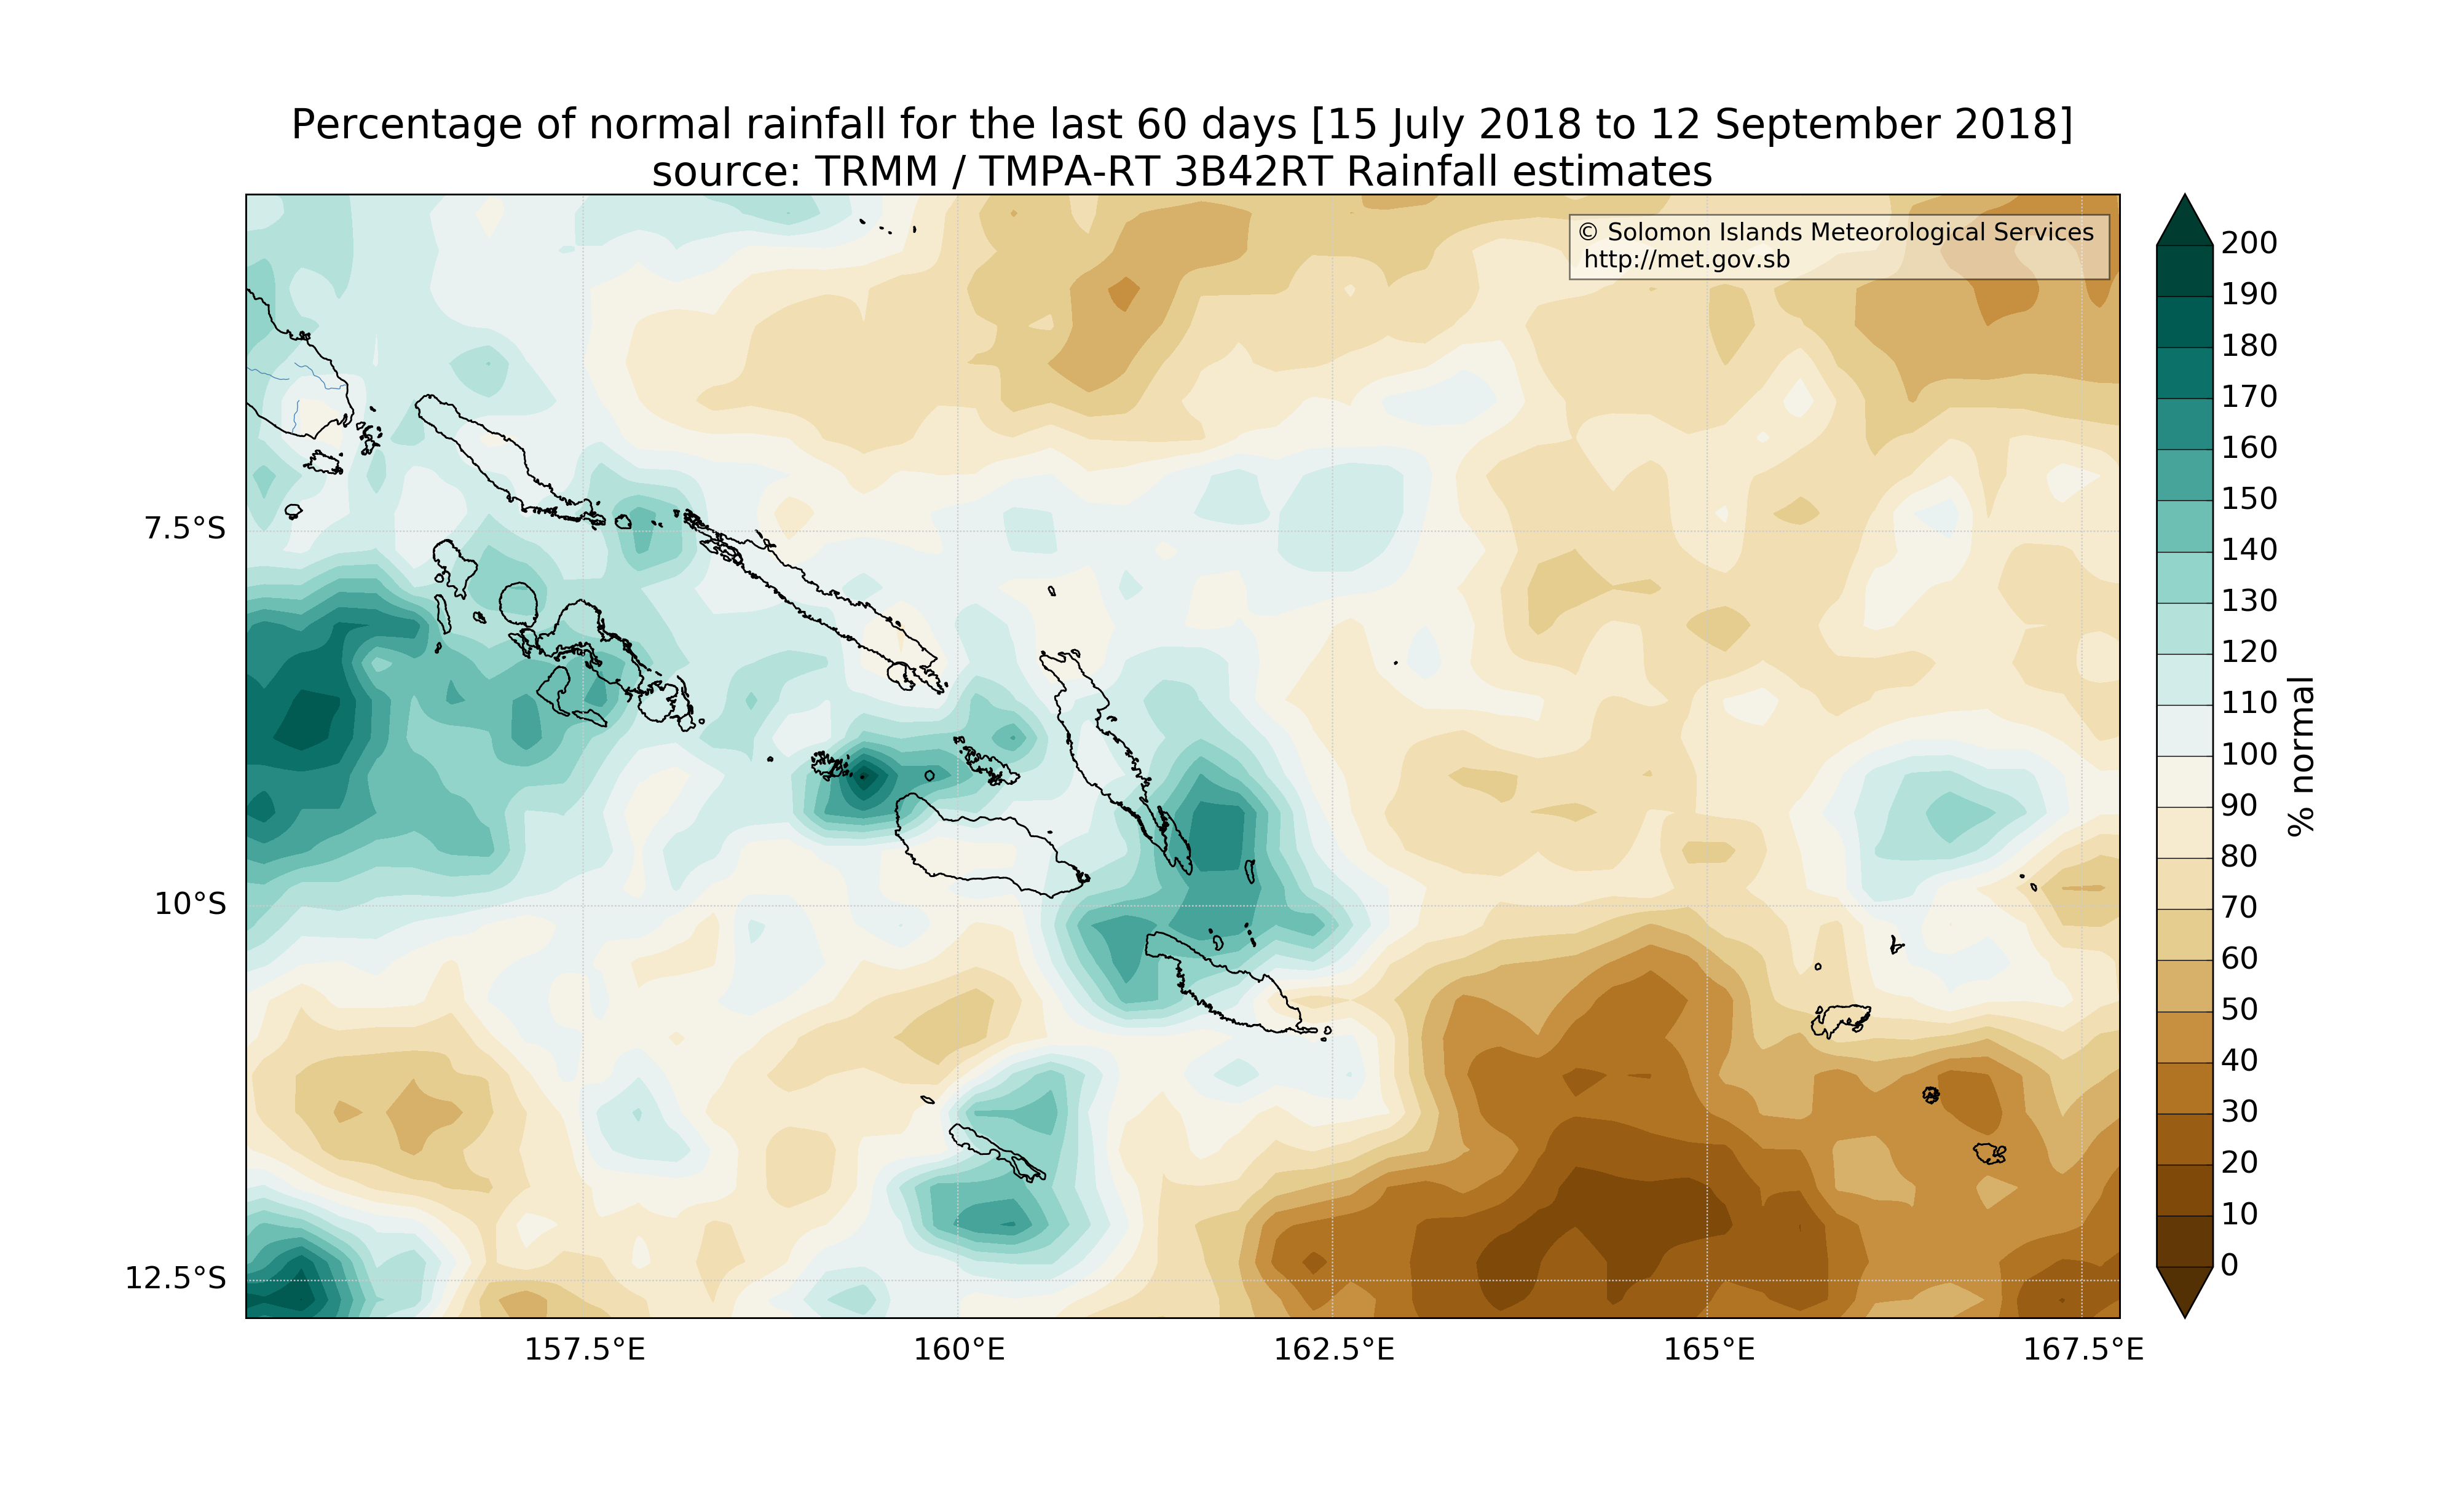 Percentage of normal rainfall for the last 60 days [15 July 2018 to 12 September 2018]
source: TRMM / TMPA-RT 3B42RT Rainfall estimates
© Solomon Islands Meteorological Services
http://met.gov.sb
7.5°S
10°S
12.5°S
157.5°E
160°E
162.5°E
165°E
167.5°E
200
190
180
170
160
150
140
130
120
110
100
90
80
70
60
50
40
30
20
10
0
% normal